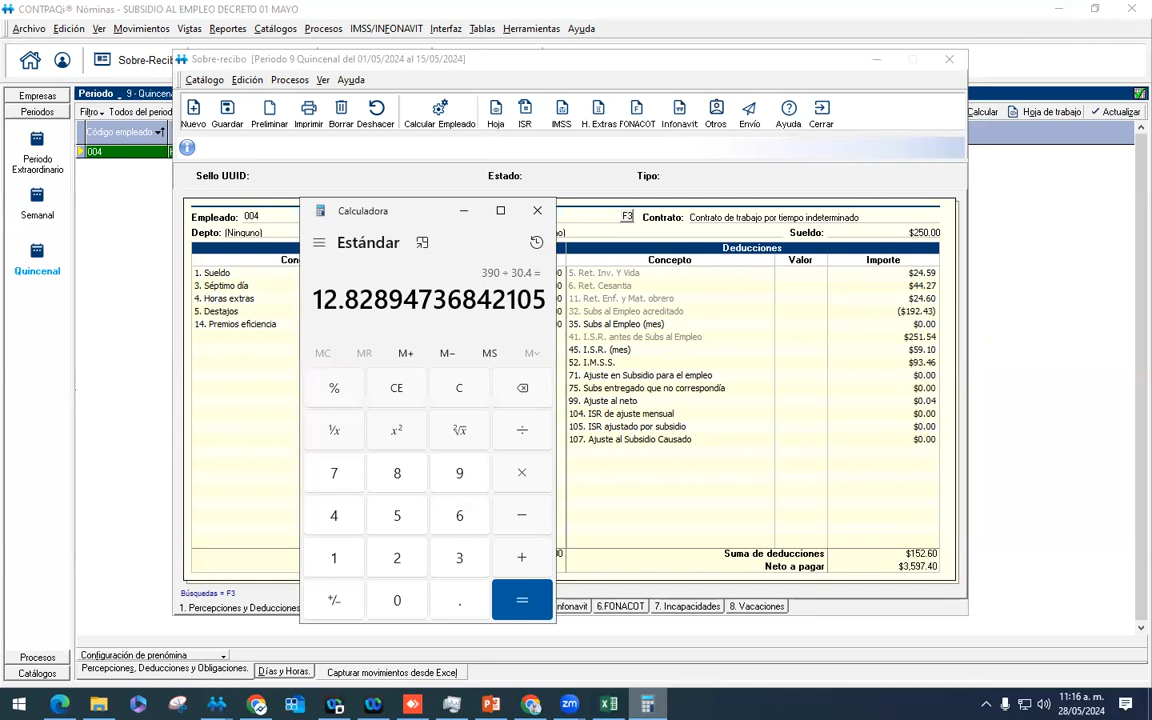 CONTPAQi® Nóminas - SUBSIDIO AL EMPLEO DECRETO 01 MAYO
Archivo Edición Ver Movimientos Vistas Reportes Catálogos Procesos IMSS/INFONAVIT Interfaz Tablas Herramientas Ayuda
Sobre-Reci
Sobre-recibo [Periodo 9 Quincenal del 01/05/2024 al 15/05/2024]
Catálogo Edición Procesos Ver Ayuda
Nuevo Guardar Preliminar Imprimir Borrar Deshacer Calcular Empleado Hoja ISR IMSS H. Extras FONACOT Infonavit Otros Envío Ayuda Cerrar
Empresas
Periodos
Periodo
Extraordinario
Semanal
Quincenal
Procesos
Catálogos
Periodo _ 9 - Quincena
Filtro Todos del period
Calcular Hoja de trabajo Actualizar
Código empleado
004
Sello UUID: Estado: Tipo:
Empleado: 004 F3 Contrato: Contrato de trabajo por tiempo indeterminado
Depto: (Ninguno) Sueldo: $250.00
Deducciones
Concepto Valor Importe
1. Sueldo
3. Séptimo día
4. Horas extras
5. Destajos
14. Premios eficiencia
5. Ret. Inv. Y Vida $24.59
6. Ret. Cesantia $44.27
11. Ret. Enf. y Mat. obrero $24.60
32. Subs al Empleo acreditado ($192.43)
35. Subs al Empleo (mes) $0.00
41. I.S.R. antes de Subs al Empleo $251.54
45. I.S.R. (mes) $59.10
52. I.M.S.S. $93.46
71. Ajuste en Subsidio para el empleo $0.00
75. Subs entregado que no correspondía $0.00
99. Ajuste al neto $0.04
104. ISR de ajuste mensual $0.00
105. ISR ajustado por subsidio $0.00
107. Ajuste al Subsidio Causado $0.00
Suma de deducciones $152.60
Neto a pagar $3,597.40
Búsquedas = F3
1. Percepciones y Deducciones
nfonavit 6.FONACOT 7. Incapacidades 8. Vacaciones
Calculadora
Estándar
390 ÷ 30.4 =
12.82894736842105
MC MR M+ M− MS M
% CE C
¹/x x² ²√x ÷
7 8 9 ×
4 5 6 −
1 2 3 +
+/− 0 . =
Configuración de prenómina
Percepciones, Deducciones y Obligaciones. Días y Horas. Capturar movimientos desde Excel
11:16 a. m.
28/05/2024